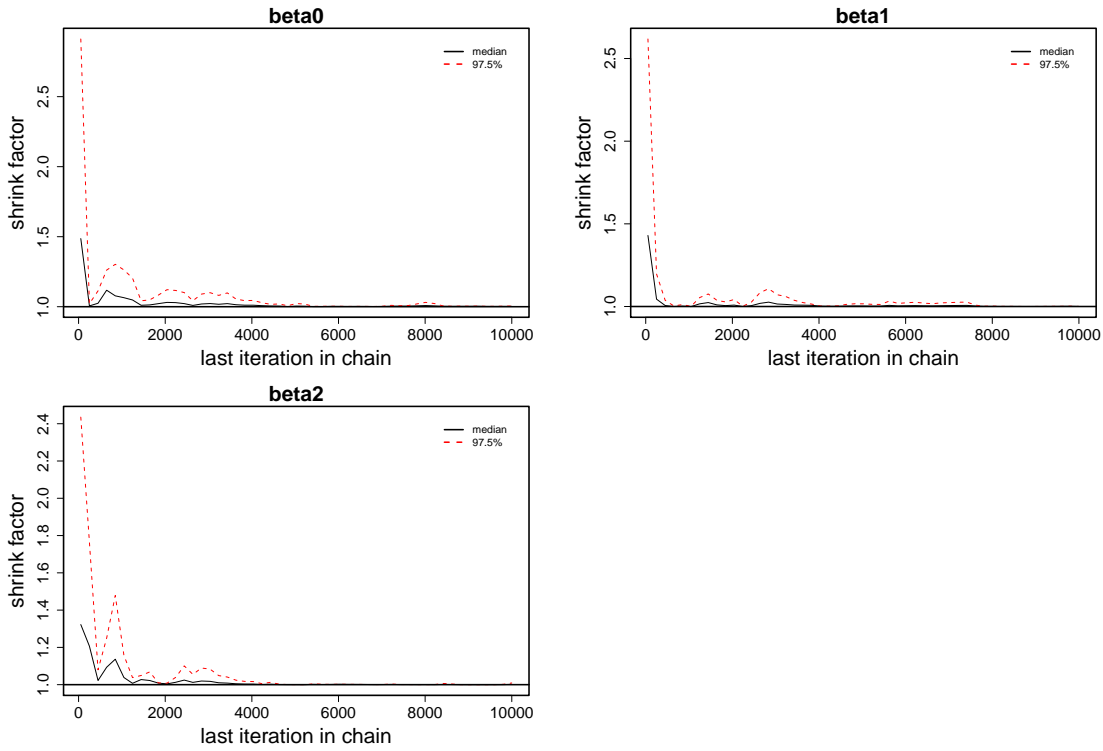 beta0
median
97.5%
shrink factor
1.0 1.5 2.0 2.5
0 2000 4000 6000 8000 10000
last iteration in chain
beta1
median
97.5%
shrink factor
1.0 1.5 2.0 2.5
0 2000 4000 6000 8000 10000
last iteration in chain
beta2
median
97.5%
shrink factor
1.0 1.2 1.4 1.6 1.8 2.0 2.2 2.4
0 2000 4000 6000 8000 10000
last iteration in chain